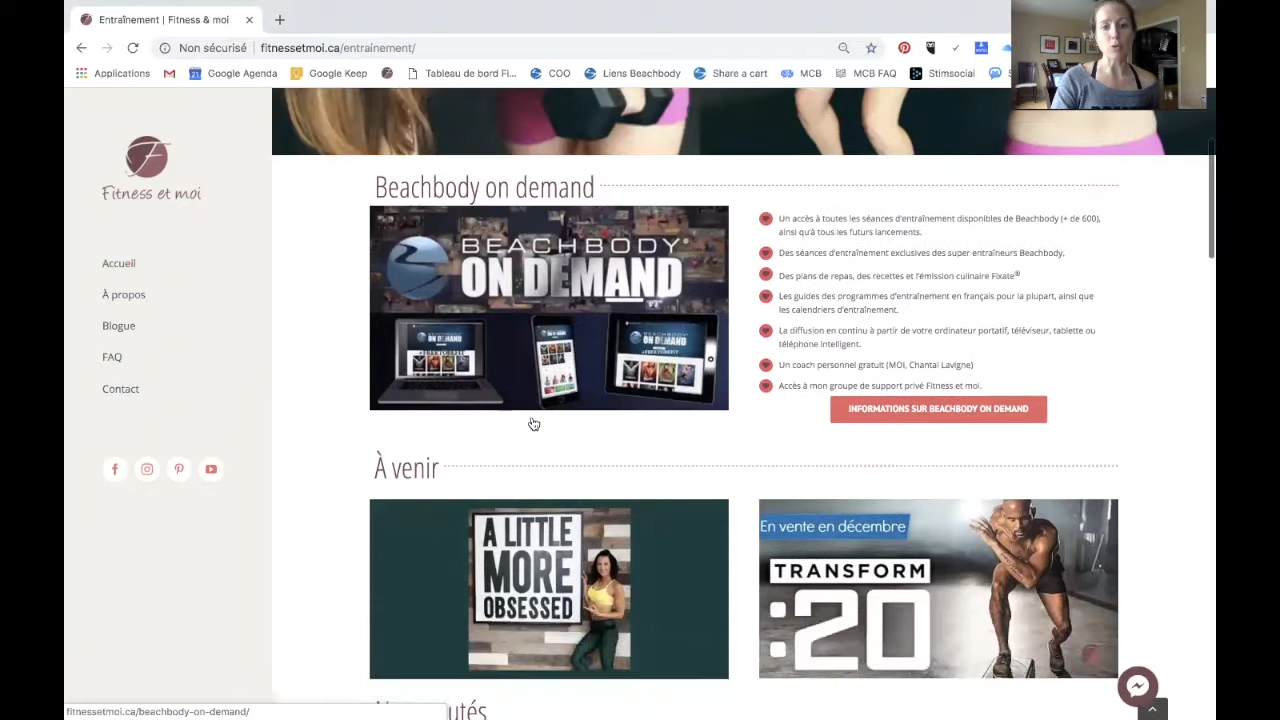 Entraînement | Fitness & moi
Non sécurisé
fitnessetmoi.ca/entrainement/
Applications
Google Agenda
Google Keep
Tableau de bord Fi...
COO
Liens Beachbody
Share a cart
MCB
MCB FAQ
Stimsocial
Fitness et moi
Accueil
À propos
Blogue
FAQ
Contact
Beachbody on demand
BEACHBODY
ON DEMAND
Un accès à toutes les séances d'entraînement disponibles de Beachbody (+ de 600),
ainsi qu'à tous les futurs lancements.
Des séances d'entraînement exclusives des super entraîneurs Beachbody.
Des plans de repas, des recettes et l'émission culinaire Fixate®
Les guides des programmes d'entraînement en français pour la plupart, ainsi que
les calendriers d'entraînement.
La diffusion en continu à partir de votre ordinateur portatif, téléviseur, tablette ou
téléphone intelligent.
Un coach personnel gratuit (MOI, Chantal Lavigne)
Accès à mon groupe de support privé Fitness et moi.
INFORMATIONS SUR BEACHBODY ON DEMAND
À venir
A LITTLE
MORE
OBSESSED
En vente en décembre
TRANSFORM
:20
fitnessetmoi.ca/beachbody-on-demand/